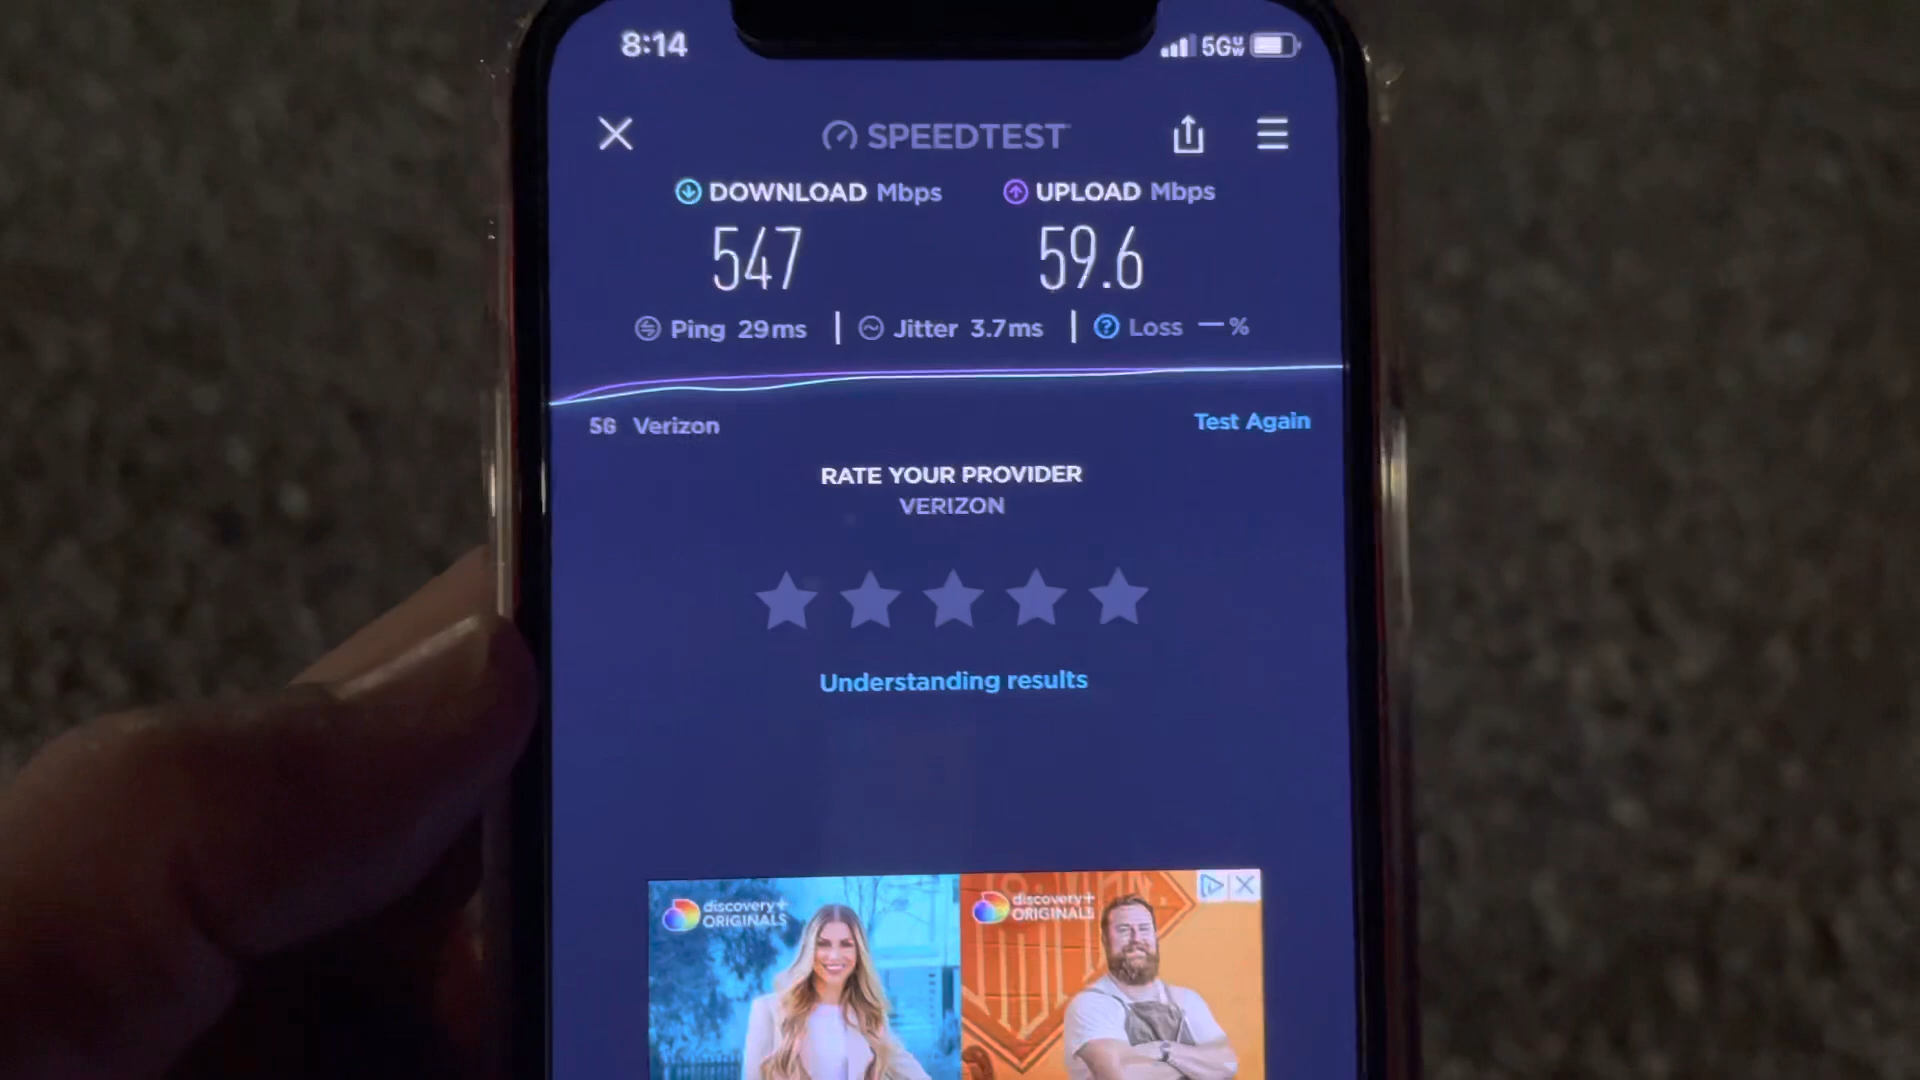 8:14
5G UW
SPEEDTEST
DOWNLOAD Mbps
UPLOAD Mbps
547
59.6
Ping 29ms
Jitter 3.7ms
? Loss — %
5G Verizon
Test Again
RATE YOUR PROVIDER
VERIZON
Understanding results
discovery+
ORIGINALS
discovery+
ORIGINALS